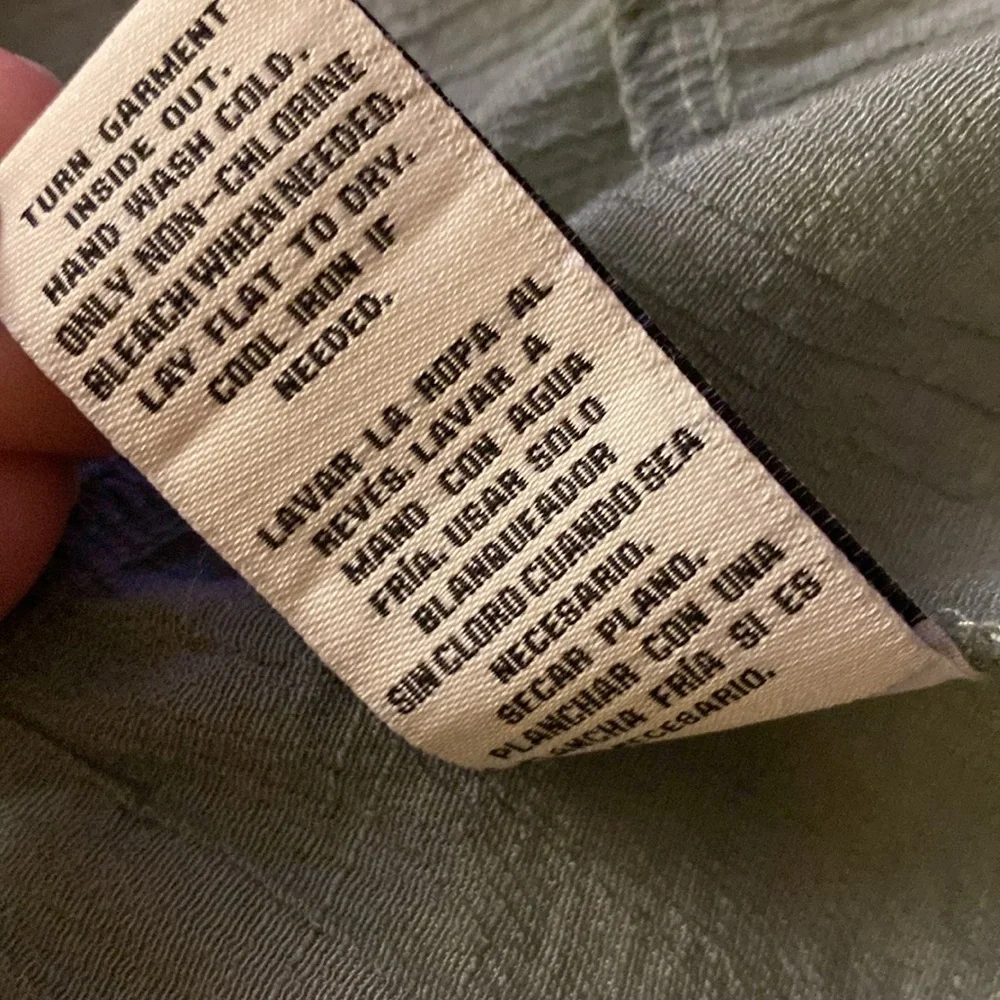 TURN GARMENT
INSIDE OUT.
HAND WASH COLD.
ONLY NON-CHLORINE
BLEACH WHEN NEEDED.
LAY FLAT TO DRY.
COOL IRON IF
NEEDED.
LAVAR LA ROPA AL
REVÉS. LAVAR A
MANO CON AGUA
FRÍA. USAR SOLO
BLANQUEADOR
SIN CLORO CUANDO SEA
NECESARIO.
SECAR PLANO.
PLANCHAR CON UNA
PLANCHA FRÍA SI ES
NECESARIO.